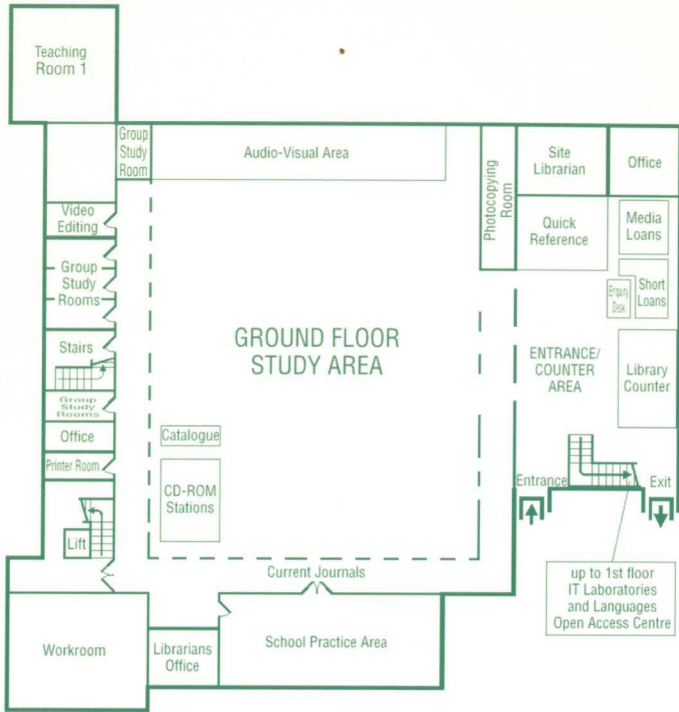 Teaching
Room 1
Group
Study
Room
Audio-Visual Area
Photocopying
Room
Site
Librarian
Office
Video
Editing
Quick
Reference
Media
Loans
Group
Study
Rooms
Enquiry
Desk
Short
Loans
GROUND FLOOR
STUDY AREA
Stairs
ENTRANCE/
COUNTER
AREA
Library
Counter
Group
Study
Rooms
Office
Catalogue
Printer Room
CD-ROM
Stations
Entrance
Exit
Lift
Current Journals
up to 1st floor
IT Laboratories
and Languages
Open Access Centre
Workroom
Librarians
Office
School Practice Area